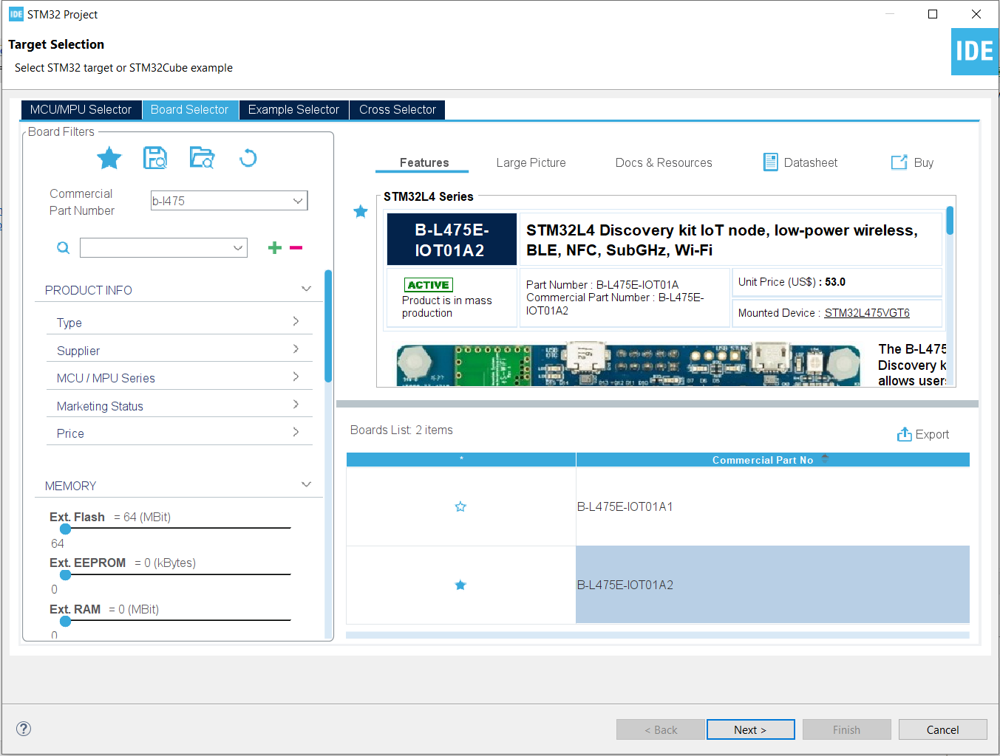 IDE STM32 Project
Target Selection
Select STM32 target or STM32Cube example
IDE
MCU/MPU Selector Board Selector Example Selector Cross Selector
Board Filters
Commercial
Part Number
b-l475
PRODUCT INFO
Type
Supplier
MCU / MPU Series
Marketing Status
Price
MEMORY
Ext. Flash = 64 (MBit)
64
Ext. EEPROM = 0 (kBytes)
0
Ext. RAM = 0 (MBit)
0
Features Large Picture Docs & Resources Datasheet Buy
STM32L4 Series
B-L475E-
IOT01A2
STM32L4 Discovery kit IoT node, low-power wireless,
BLE, NFC, SubGHz, Wi-Fi
ACTIVE
Product is in mass
production
Part Number : B-L475E-IOT01A
Commercial Part Number : B-L475E-
IOT01A2
Unit Price (US$) : 53.0
Mounted Device : STM32L475VGT6
USB
OTG
USB STLINK
The B-L475
Discovery k
allows users
Boards List: 2 items
Export
* Commercial Part No
B-L475E-IOT01A1
B-L475E-IOT01A2
?
< Back Next > Finish Cancel